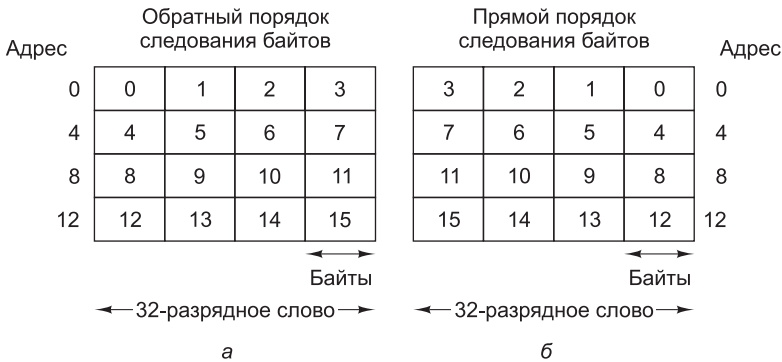 Обратный порядок
следования байтов
Прямой порядок
следования байтов
Адрес
Адрес
0 0 1 2 3 3 2 1 0 0
4 4 5 6 7 7 6 5 4 4
8 8 9 10 11 11 10 9 8 8
12 12 13 14 15 15 14 13 12 12
Байты
Байты
32-разрядное слово
32-разрядное слово
а
б